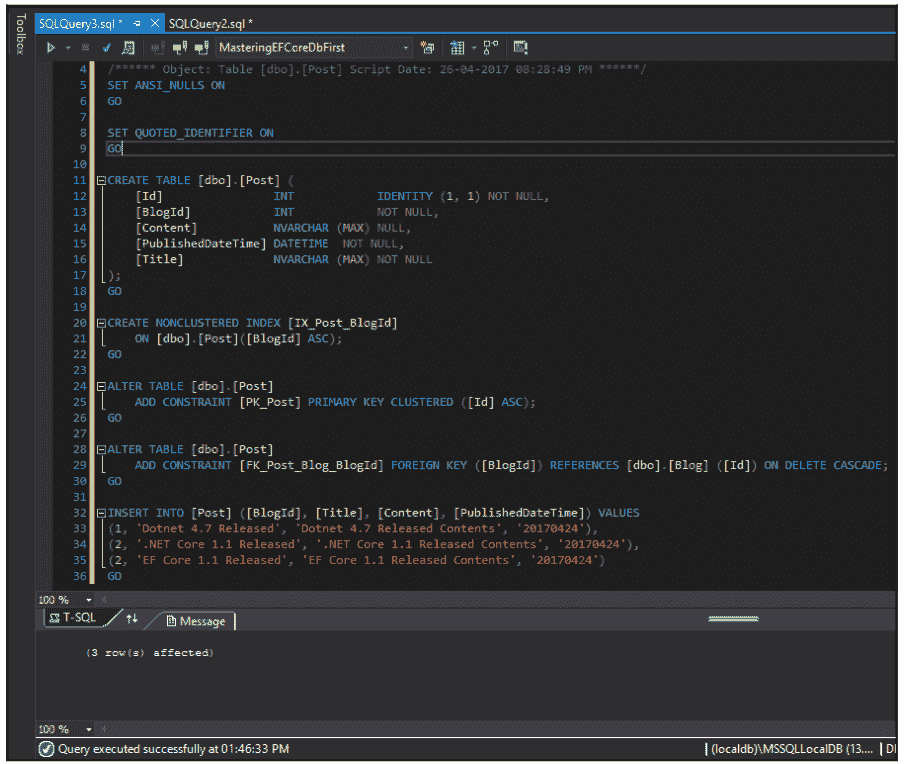 Toolbox
SQLQuery3.sql * SQLQuery2.sql *
MasteringEFCoreDbFirst
4 /****** Object: Table [dbo].[Post] Script Date: 26-04-2017 08:28:49 PM ******/
5 SET ANSI_NULLS ON
6 GO
7
8 SET QUOTED_IDENTIFIER ON
9 GO
10
11 CREATE TABLE [dbo].[Post] (
12 [Id] INT IDENTITY (1, 1) NOT NULL,
13 [BlogId] INT NOT NULL,
14 [Content] NVARCHAR (MAX) NULL,
15 [PublishedDateTime] DATETIME NOT NULL,
16 [Title] NVARCHAR (MAX) NOT NULL
17 );
18 GO
19
20 CREATE NONCLUSTERED INDEX [IX_Post_BlogId]
21 ON [dbo].[Post]([BlogId] ASC);
22 GO
23
24 ALTER TABLE [dbo].[Post]
25 ADD CONSTRAINT [PK_Post] PRIMARY KEY CLUSTERED ([Id] ASC);
26 GO
27
28 ALTER TABLE [dbo].[Post]
29 ADD CONSTRAINT [FK_Post_Blog_BlogId] FOREIGN KEY ([BlogId]) REFERENCES [dbo].[Blog] ([Id]) ON DELETE CASCADE;
30 GO
31
32 INSERT INTO [Post] ([BlogId], [Title], [Content], [PublishedDateTime]) VALUES
33 (1, 'Dotnet 4.7 Released', 'Dotnet 4.7 Released Contents', '20170424'),
34 (2, '.NET Core 1.1 Released', '.NET Core 1.1 Released Contents', '20170424'),
35 (2, 'EF Core 1.1 Released', 'EF Core 1.1 Released Contents', '20170424')
36 GO
100 %
T-SQL Message
(3 row(s) affected)
100 %
Query executed successfully at 01:46:33 PM (localdb)\MSSQLLocalDB (13.... D